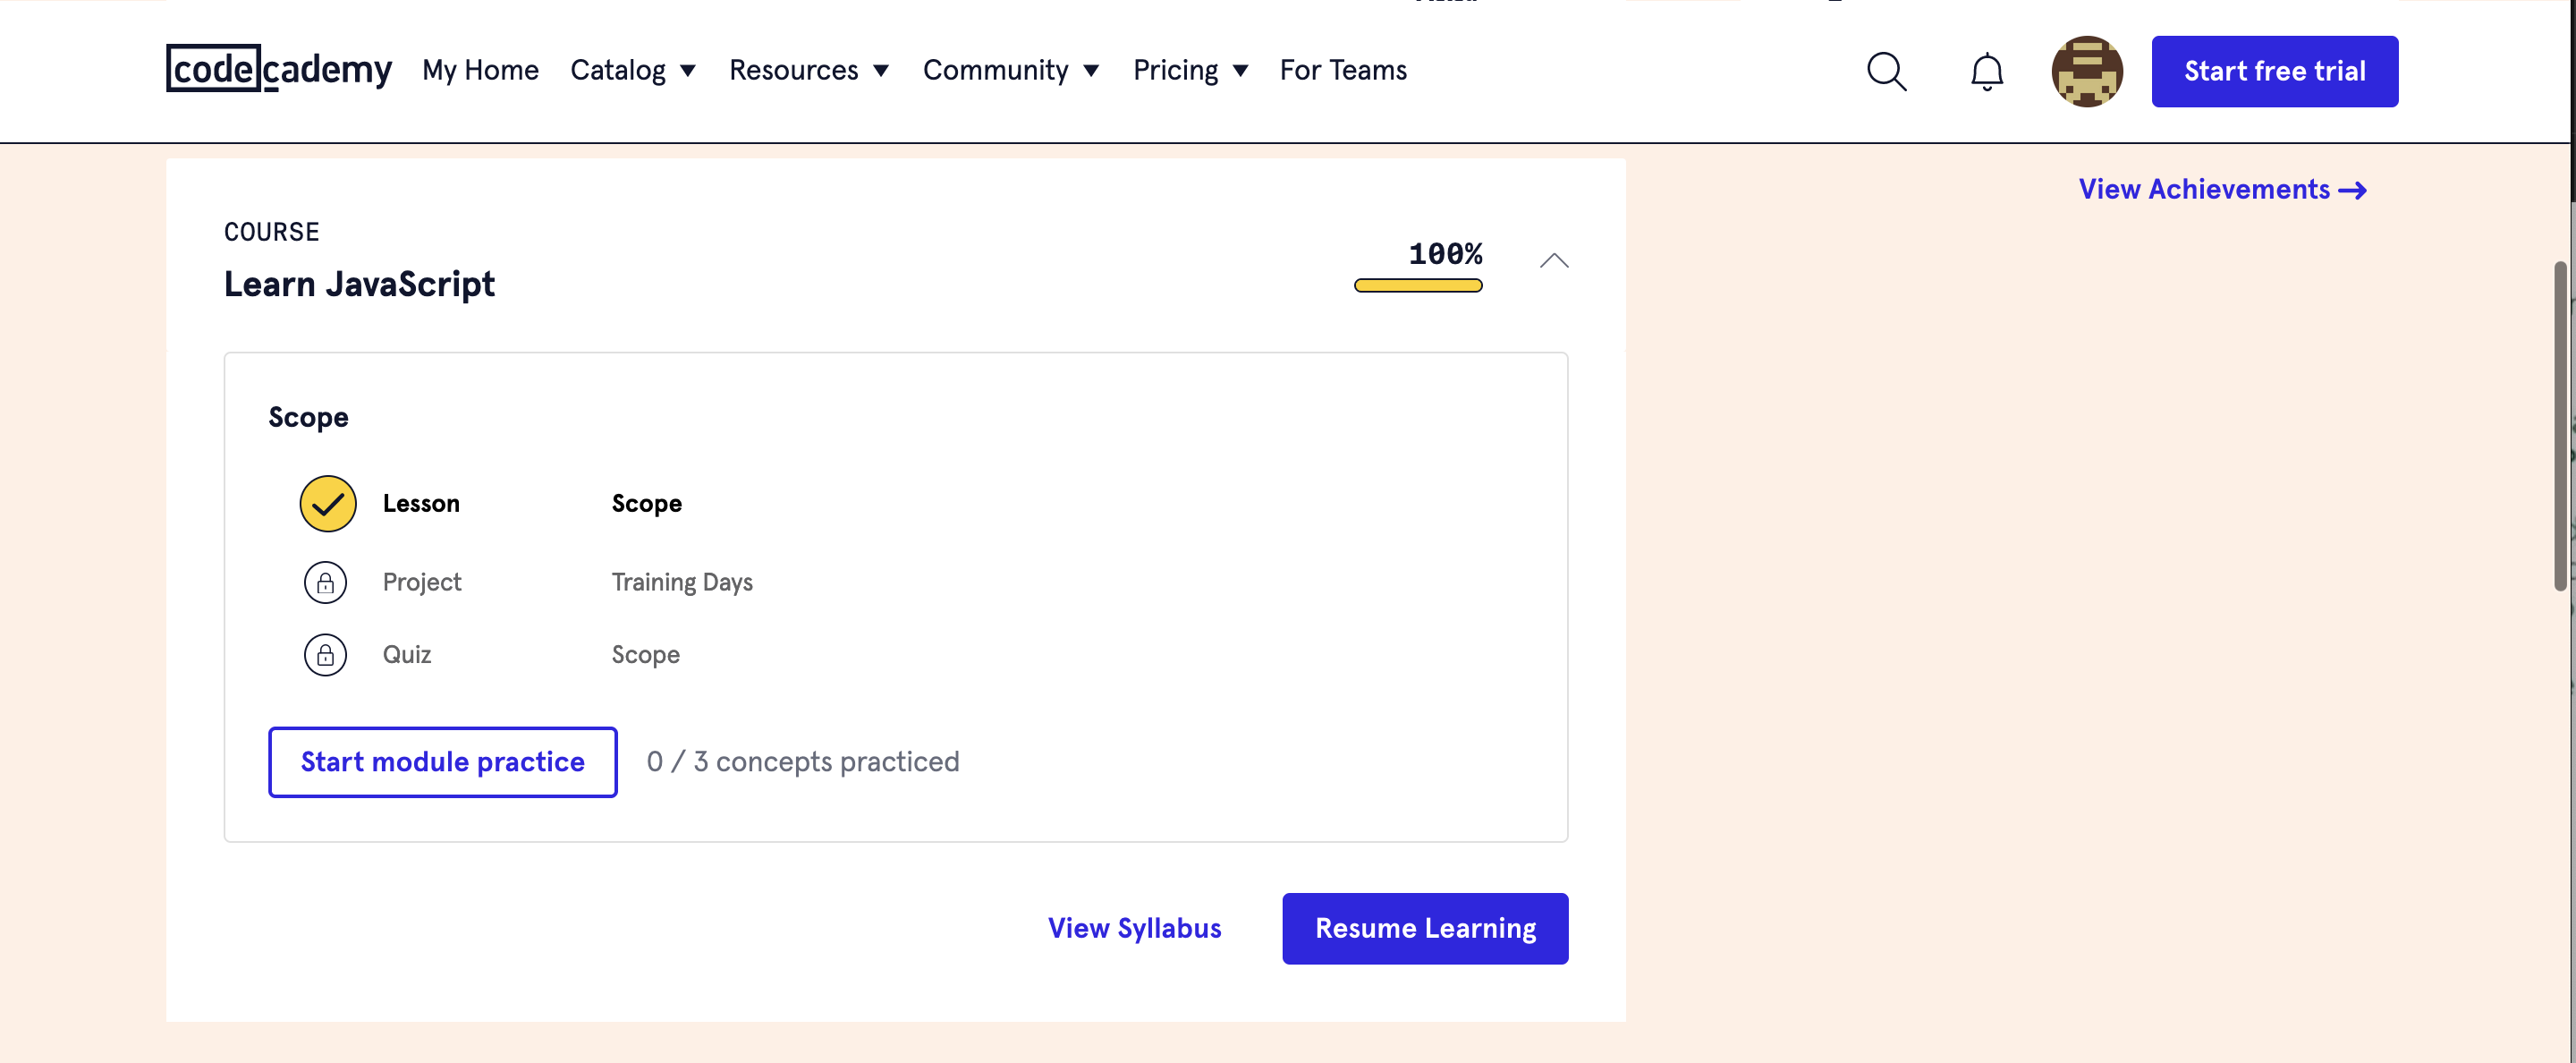 codecademy My Home Catalog Resources Community Pricing For Teams Start free trial
View Achievements
COURSE
Learn JavaScript
100%
Scope
Lesson Scope
Project Training Days
Quiz Scope
Start module practice 0 / 3 concepts practiced
View Syllabus Resume Learning